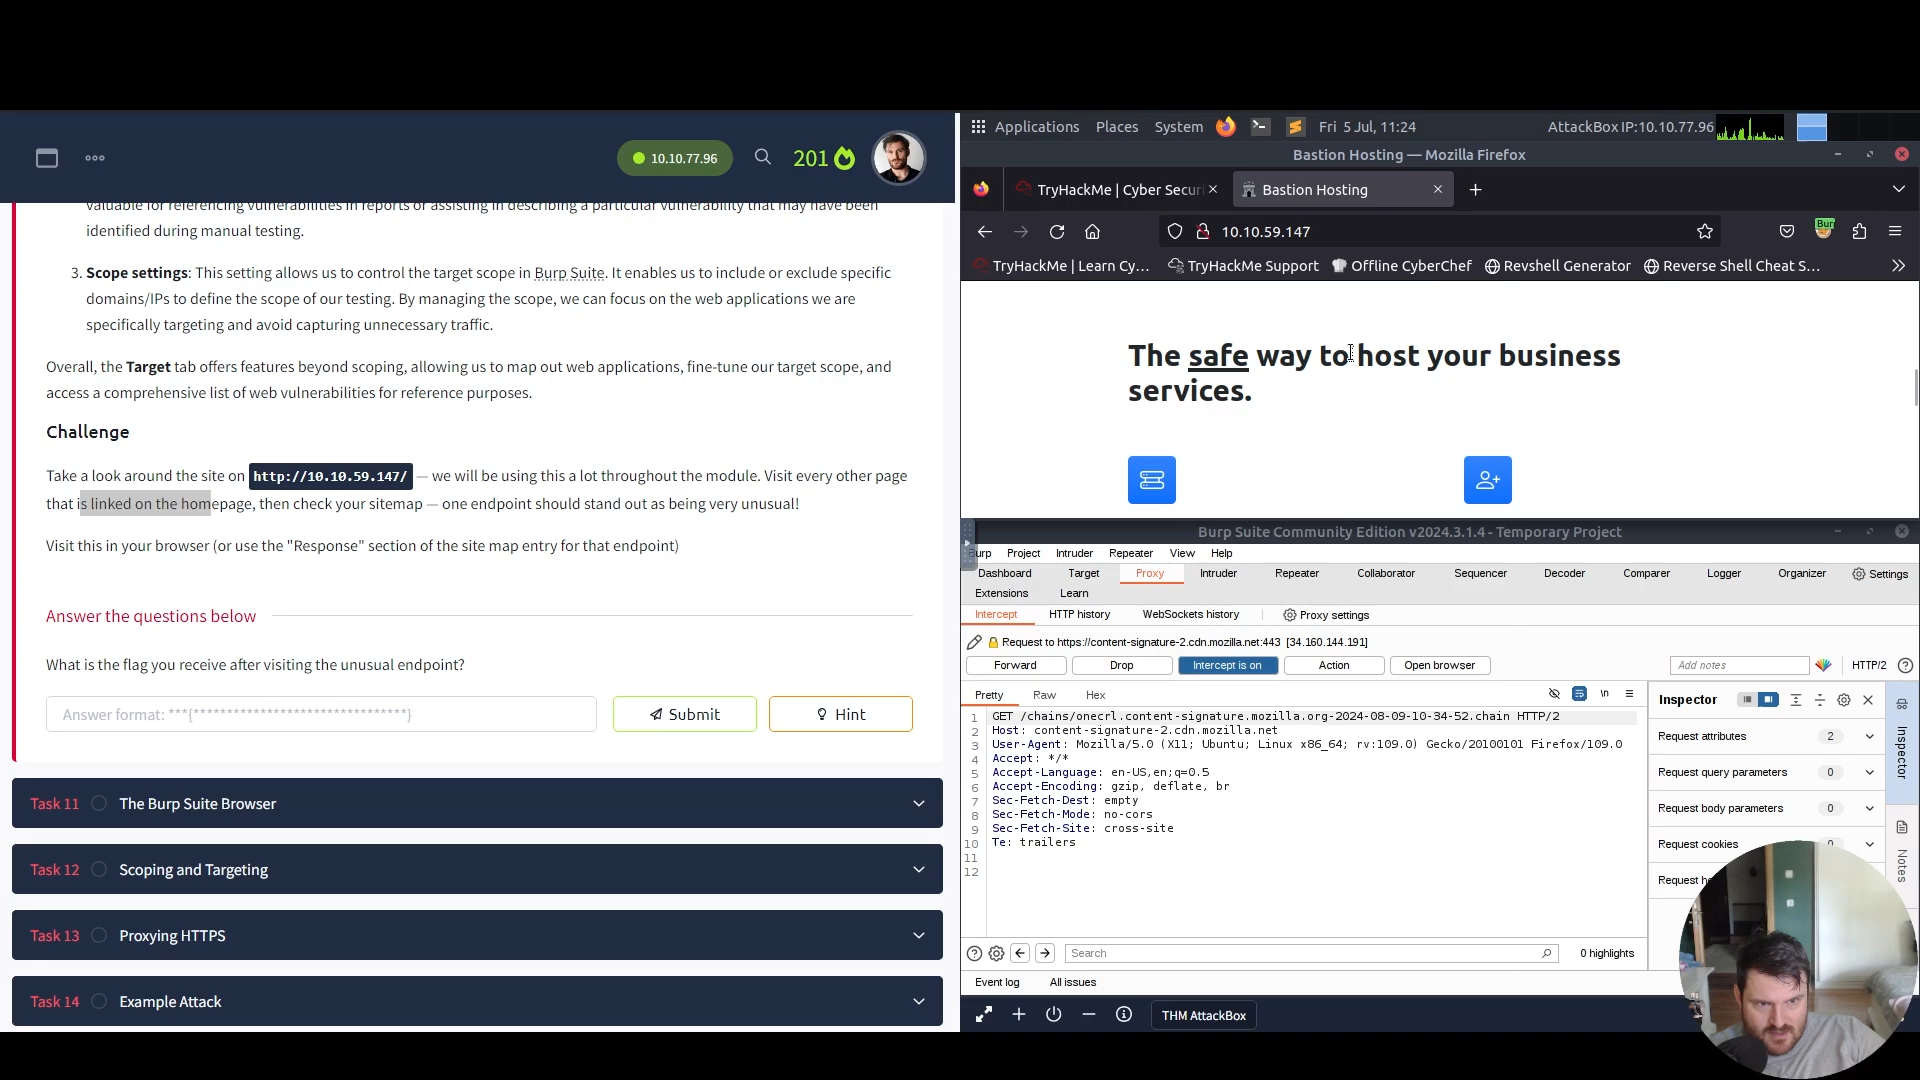 10.10.77.96
201
valuable for referencing vulnerabilities in reports or assisting in describing a particular vulnerability that may have been
identified during manual testing.
3. Scope settings: This setting allows us to control the target scope in Burp Suite. It enables us to include or exclude specific
domains/IPs to define the scope of our testing. By managing the scope, we can focus on the web applications we are
specifically targeting and avoid capturing unnecessary traffic.
Overall, the Target tab offers features beyond scoping, allowing us to map out web applications, fine-tune our target scope, and
access a comprehensive list of web vulnerabilities for reference purposes.
Challenge
Take a look around the site on http://10.10.59.147/ — we will be using this a lot throughout the module. Visit every other page
that is linked on the homepage, then check your sitemap — one endpoint should stand out as being very unusual!
Visit this in your browser (or use the "Response" section of the site map entry for that endpoint)
Answer the questions below
What is the flag you receive after visiting the unusual endpoint?
Answer format: ***{********************************}
Submit
Hint
Task 11 The Burp Suite Browser
Task 12 Scoping and Targeting
Task 13 Proxying HTTPS
Task 14 Example Attack
Applications Places System Fri 5 Jul, 11:24 AttackBox IP:10.10.77.96
Bastion Hosting — Mozilla Firefox
TryHackMe | Cyber Secur Bastion Hosting
10.10.59.147
Bur
TryHackMe | Learn Cy... TryHackMe Support Offline CyberChef Revshell Generator Reverse Shell Cheat S...
The safe way to host your business
services.
Burp Suite Community Edition v2024.3.1.4 - Temporary Project
urp Project Intruder Repeater View Help
Dashboard Target Proxy Intruder Repeater Collaborator Sequencer Decoder Comparer Logger Organizer Settings
Extensions Learn
Intercept HTTP history WebSockets history Proxy settings
Request to https://content-signature-2.cdn.mozilla.net:443 [34.160.144.191]
Forward Drop Intercept is on Action Open browser Add notes HTTP/2
Pretty Raw Hex \n
1 GET /chains/onecrl.content-signature.mozilla.org-2024-08-09-10-34-52.chain HTTP/2
2 Host: content-signature-2.cdn.mozilla.net
3 User-Agent: Mozilla/5.0 (X11; Ubuntu; Linux x86_64; rv:109.0) Gecko/20100101 Firefox/109.0
4 Accept: */*
5 Accept-Language: en-US,en;q=0.5
6 Accept-Encoding: gzip, deflate, br
7 Sec-Fetch-Dest: empty
8 Sec-Fetch-Mode: no-cors
9 Sec-Fetch-Site: cross-site
10 Te: trailers
11
12
Inspector
Request attributes 2
Request query parameters 0
Request body parameters 0
Request cookies
Request
Inspector
Notes
Search
0 highlights
Event log All issues
THM AttackBox